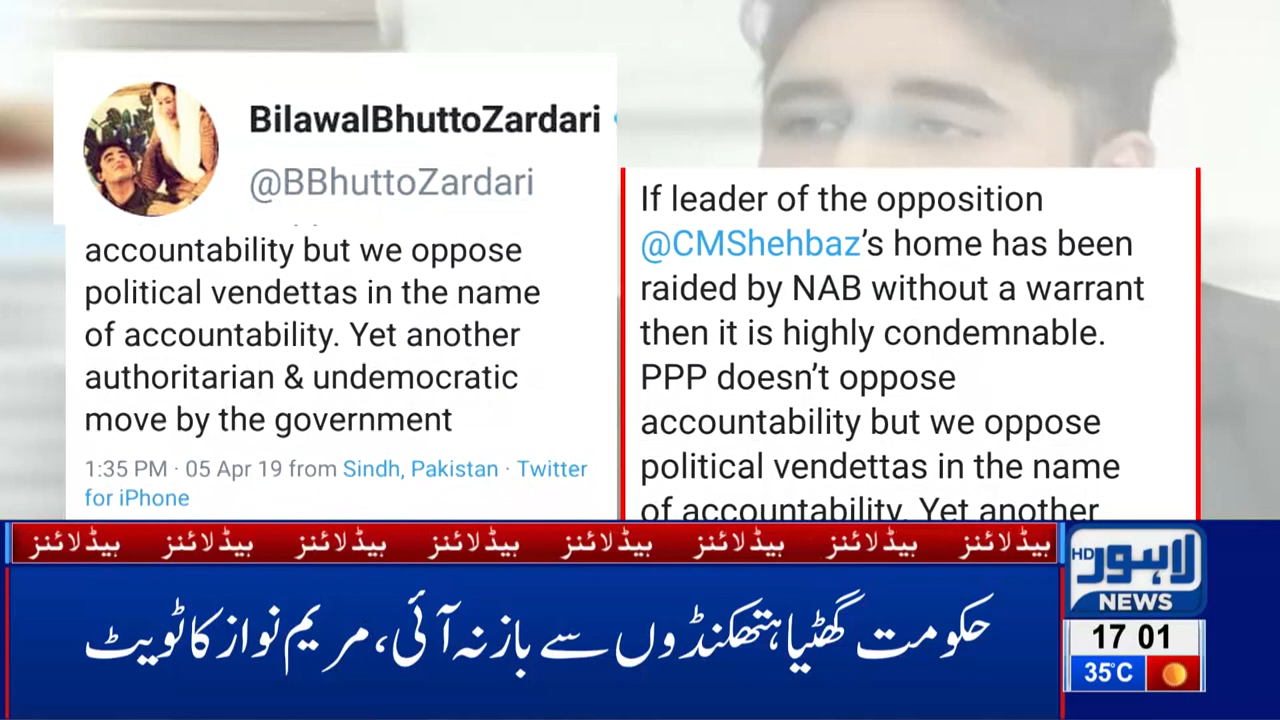 BilawalBhuttoZardari
@BBhuttoZardari
accountability but we oppose
political vendettas in the name
of accountability. Yet another
authoritarian & undemocratic
move by the government
1:35 PM · 05 Apr 19 from Sindh, Pakistan · Twitter
for iPhone
If leader of the opposition
@CMShehbaz’s home has been
raided by NAB without a warrant
then it is highly condemnable.
PPP doesn’t oppose
accountability but we oppose
political vendettas in the name
of accountability. Yet another
ہیڈلائنز ہیڈلائنز ہیڈلائنز ہیڈلائنز ہیڈلائنز ہیڈلائنز ہیڈلائنز ہیڈلائنز
حکومت گھٹیا ہتھکنڈوں سے باز نہ آئی، مریم نواز کا ٹویٹ
HD
لاہور
NEWS
17 01
35°C